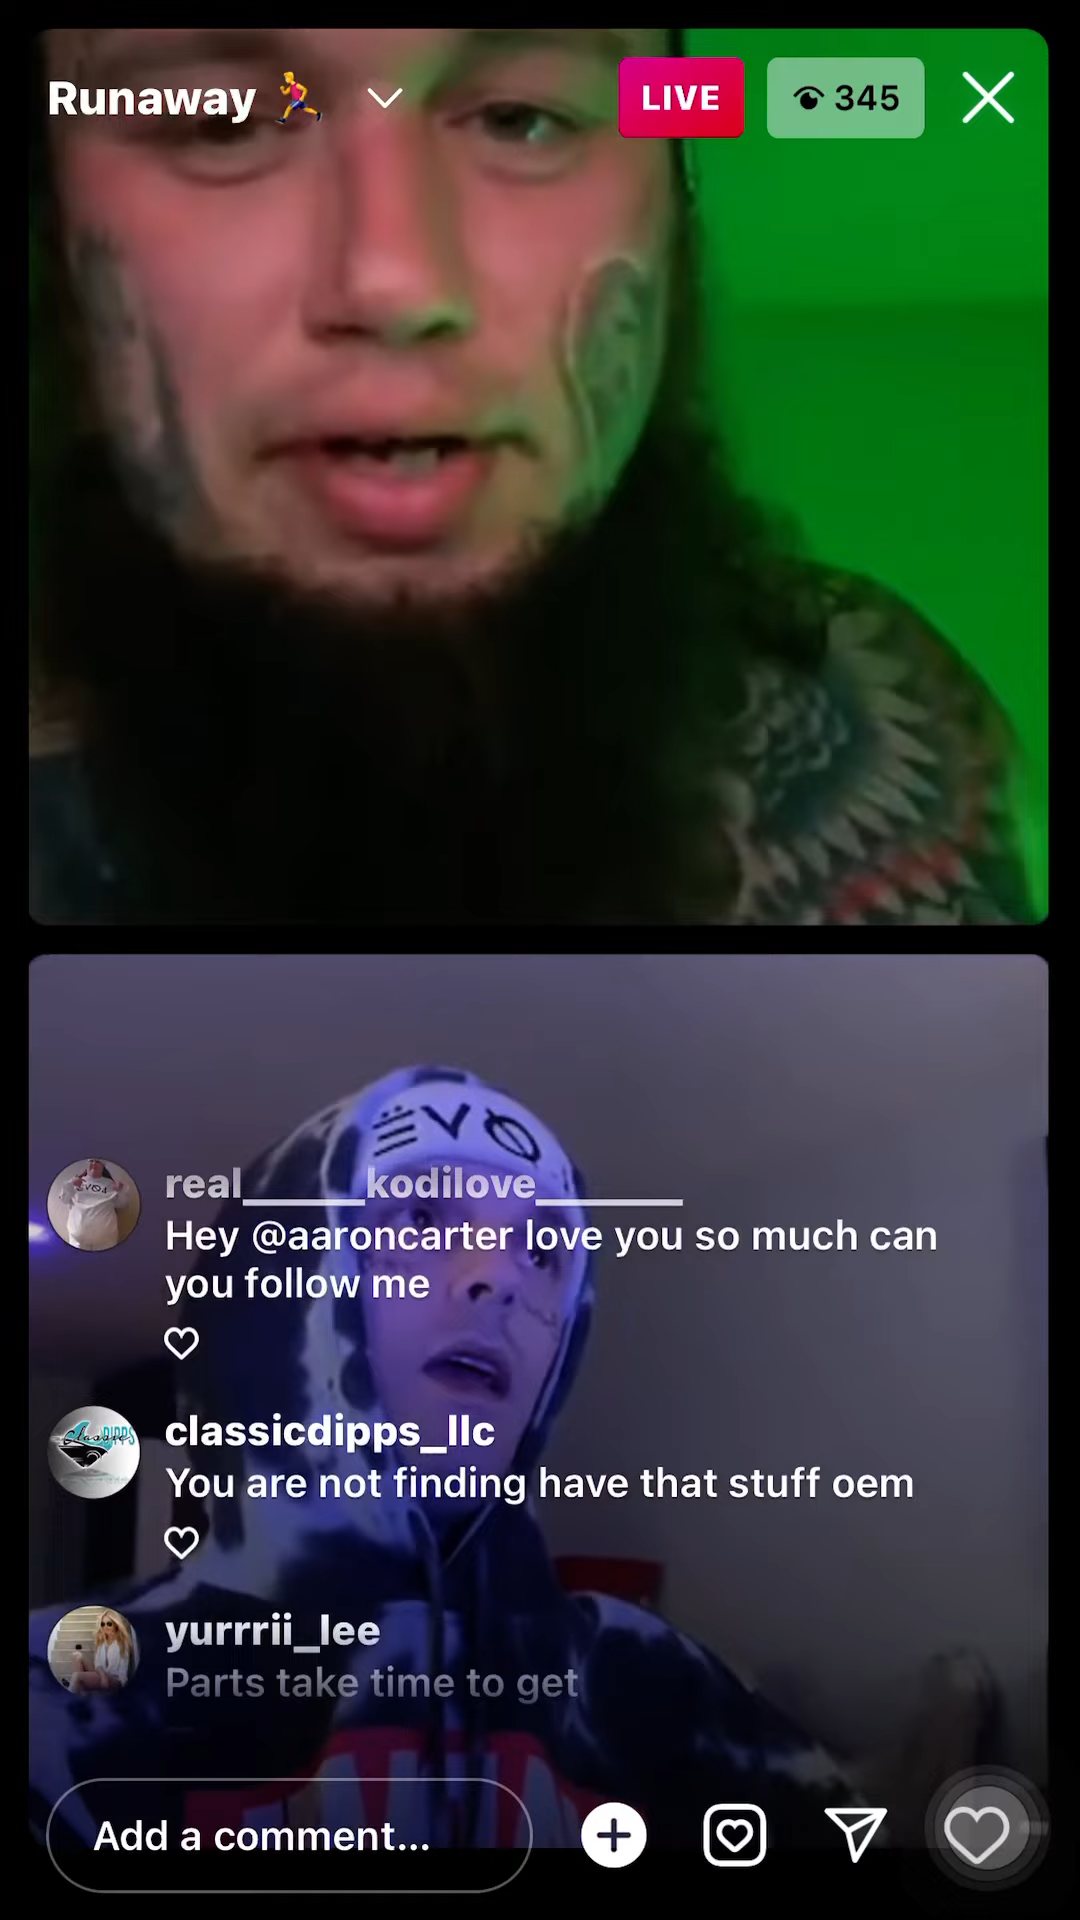 Runaway 🏃
LIVE
345
ËVØ
real_____kodilove______
Hey @aaroncarter love you so much can
you follow me
classicdipps_llc
You are not finding have that stuff oem
yurrrii_lee
Parts take time to get
Add a comment...